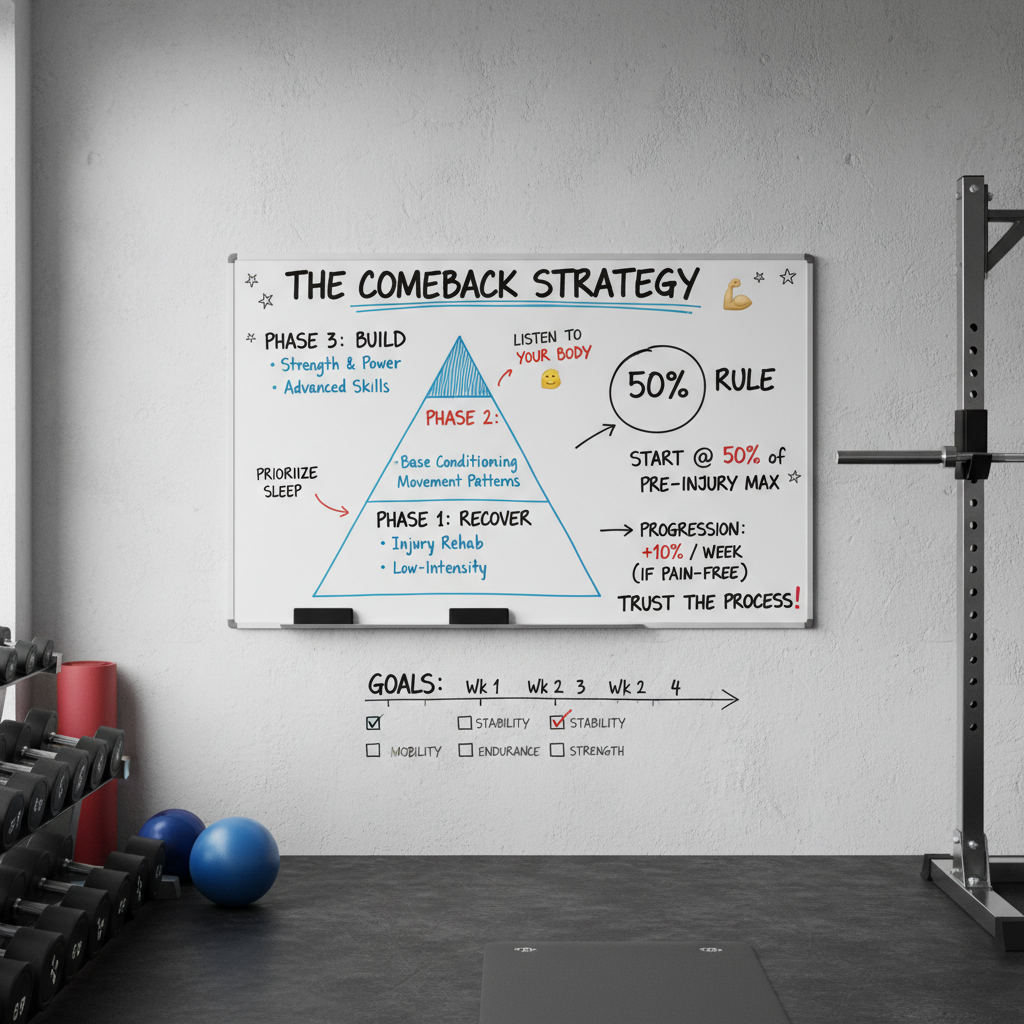 THE COMEBACK STRATEGY
PHASE 3: BUILD
• Strength & Power
• Advanced Skills
LISTEN TO
YOUR BODY
PHASE 2:
Base Conditioning
Movement Patterns
PRIORIIZE
SLEEP
PHASE 1: RECOVER
• Injury Rehab
• Low-Intensity
50% RULE
START @ 50% of
PRE-INJURY MAX
PROGRESSION:
+10% / WEEK
(IF PAIN-FREE)
TRUST THE PROCESS!
GOALS: Wk 1 Wk 2 3 Wk 2 4
STABILITY STABILITY
MOBILITY ENDURANCE STRENGTH